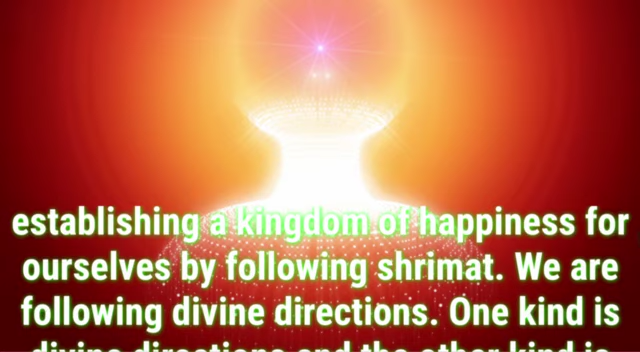 establishing a kingdom of happiness for
ourselves by following shrimat. We are
following divine directions. One kind is
divine directions and the other kind is